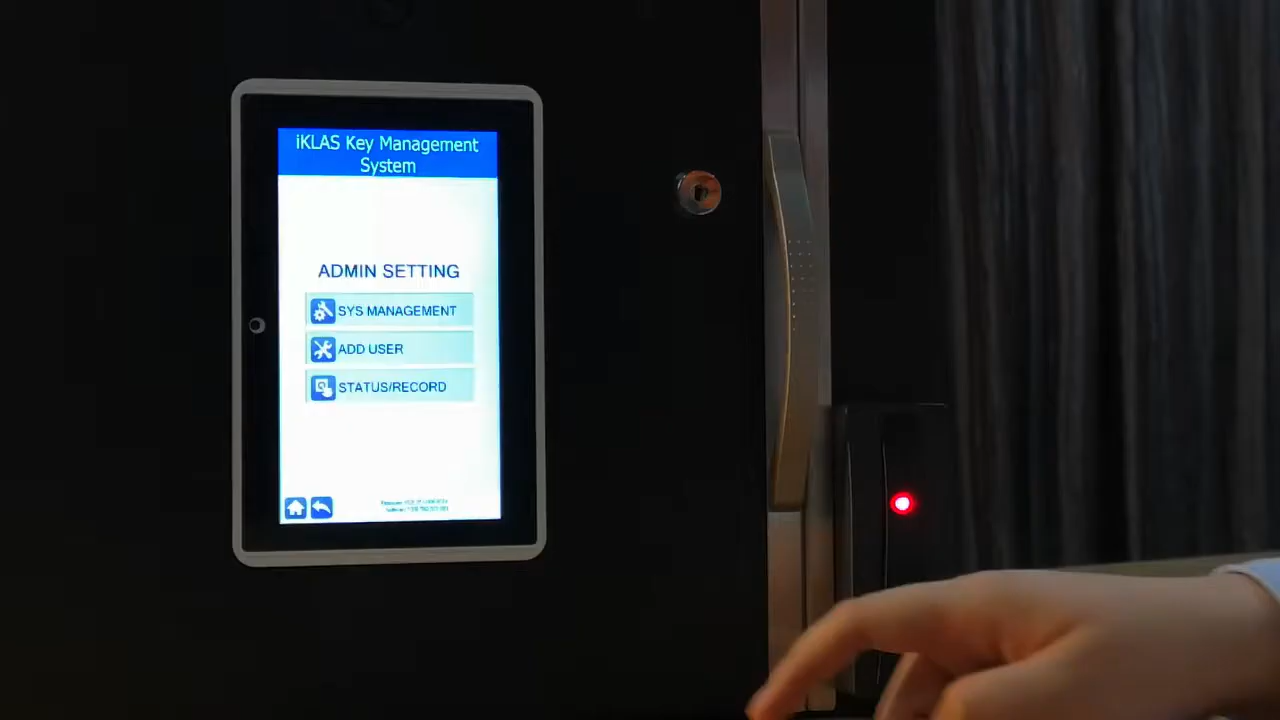 iKLAS Key Management
System
ADMIN SETTING
SYS MANAGEMENT
ADD USER
STATUS/RECORD